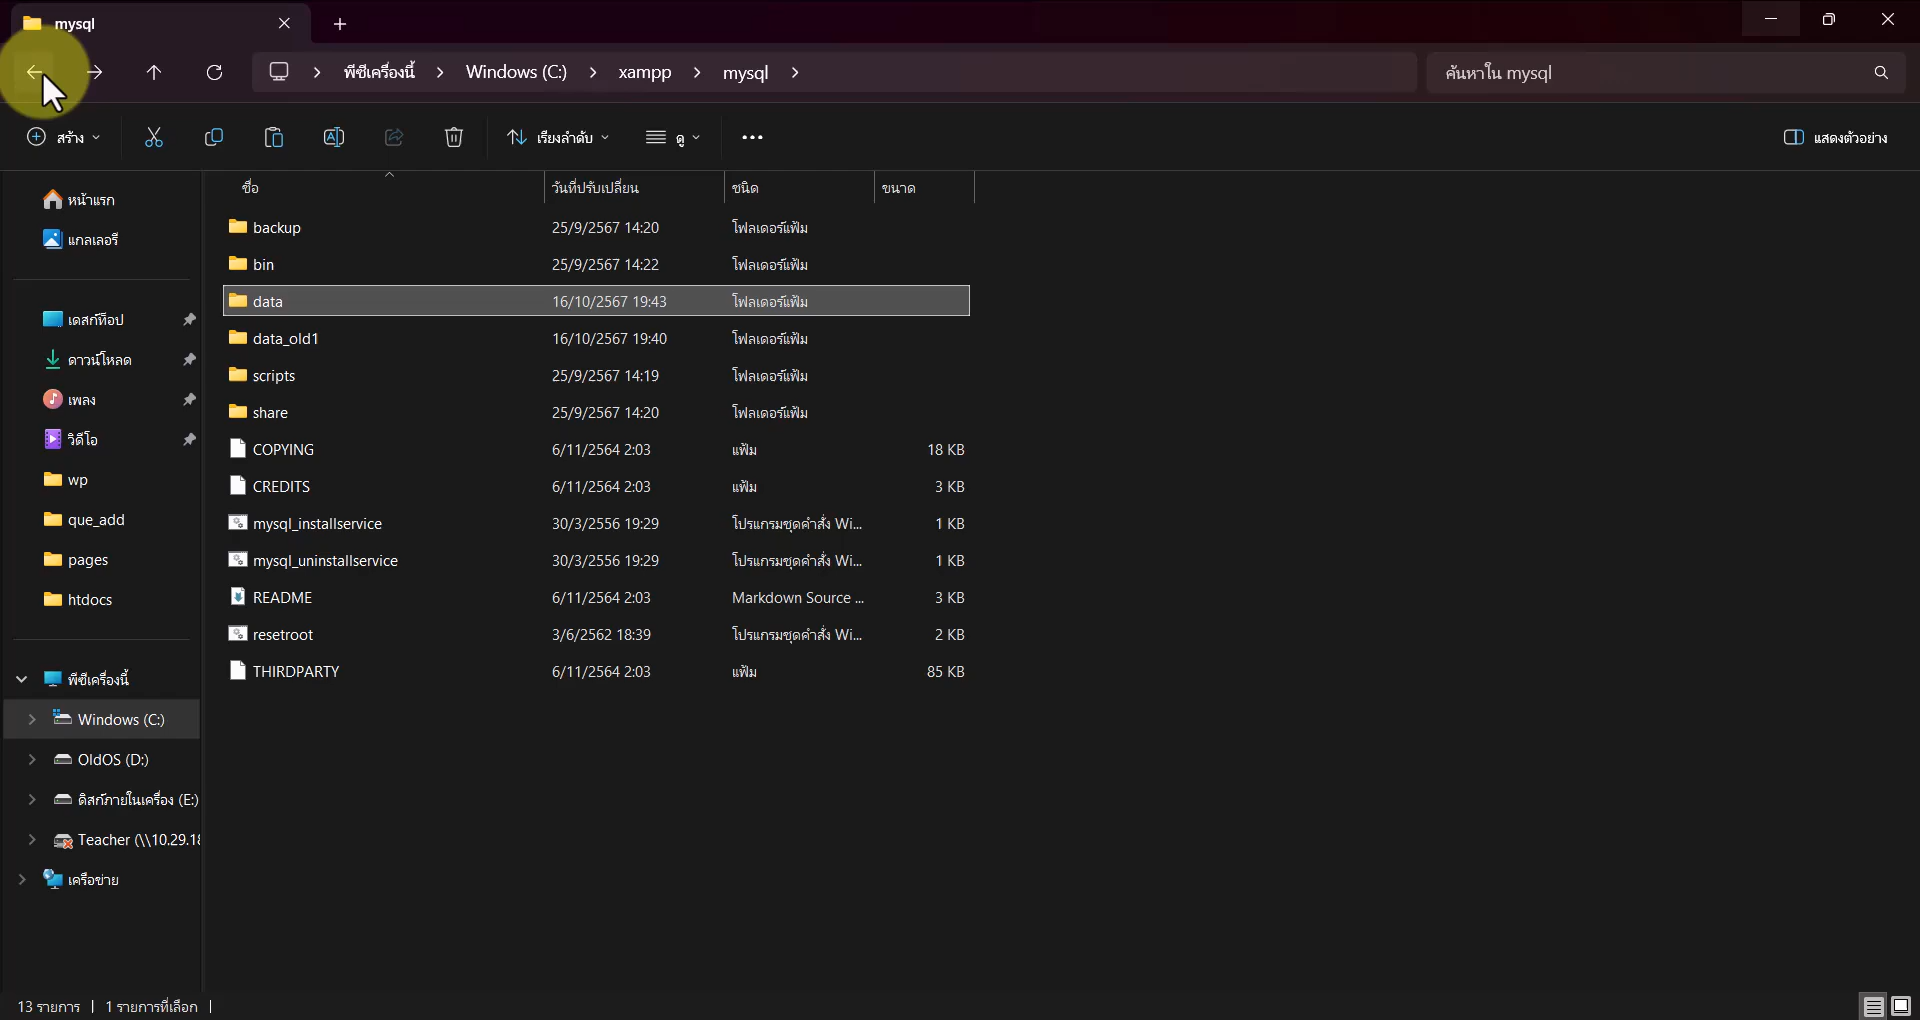 mysql
พีซีเครื่องนี้ Windows (C:) xampp mysql
ค้นหาใน mysql
สร้าง เรียงลำดับ ดู แสดงตัวอย่าง
ชื่อ วันที่ปรับเปลี่ยน ชนิด ขนาด
หน้าแรก
แกลเลอรี
เดสก์ท็อป
ดาวน์โหลด
เพลง
วิดีโอ
wp
que_add
pages
htdocs
พีซีเครื่องนี้
Windows (C:)
OldOS (D:)
ดิสก์ภายในเครื่อง (E:)
Teacher (\\10.29.18
เครือข่าย
backup 25/9/2567 14:20 โฟลเดอร์แฟ้ม
bin 25/9/2567 14:22 โฟลเดอร์แฟ้ม
data 16/10/2567 19:43 โฟลเดอร์แฟ้ม
data_old1 16/10/2567 19:40 โฟลเดอร์แฟ้ม
scripts 25/9/2567 14:19 โฟลเดอร์แฟ้ม
share 25/9/2567 14:20 โฟลเดอร์แฟ้ม
COPYING 6/11/2564 2:03 แฟ้ม 18 KB
CREDITS 6/11/2564 2:03 แฟ้ม 3 KB
mysql_installservice 30/3/2556 19:29 โปรแกรมชุดคำสั่ง Wi... 1 KB
mysql_uninstallservice 30/3/2556 19:29 โปรแกรมชุดคำสั่ง Wi... 1 KB
README 6/11/2564 2:03 Markdown Source ... 3 KB
resetroot 3/6/2562 18:39 โปรแกรมชุดคำสั่ง Wi... 2 KB
THIRDPARTY 6/11/2564 2:03 แฟ้ม 85 KB
13 รายการ | 1 รายการที่เลือก |